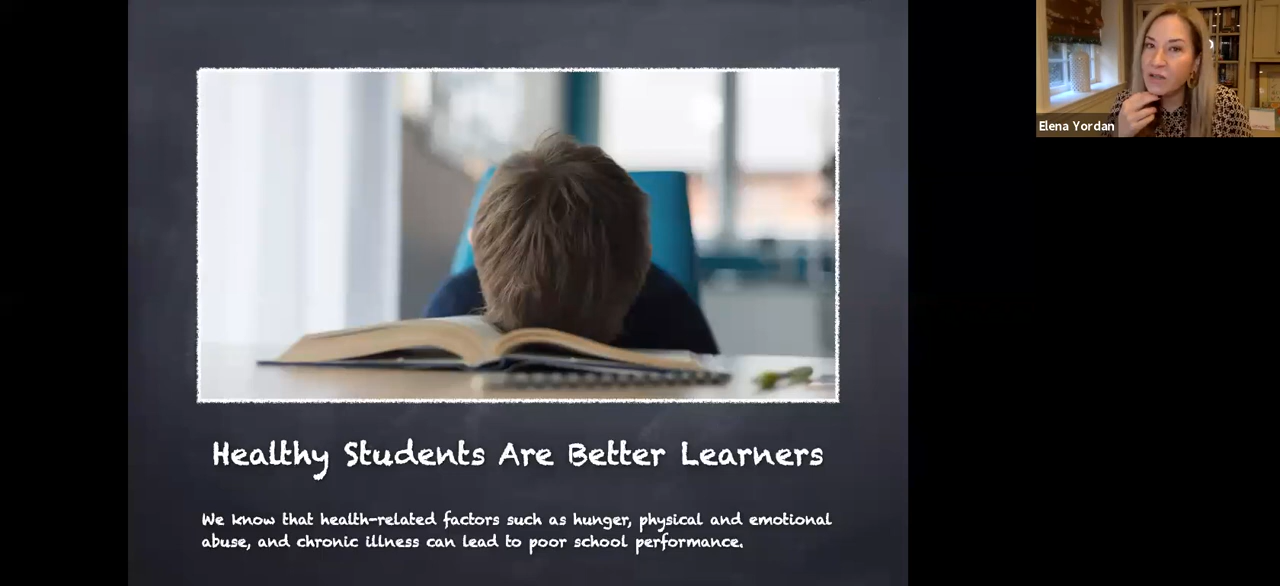 Elena Yordan
Healthy Students Are Better Learners
We know that health-related factors such as hunger, physical and emotional
abuse, and chronic illness can lead to poor school performance.